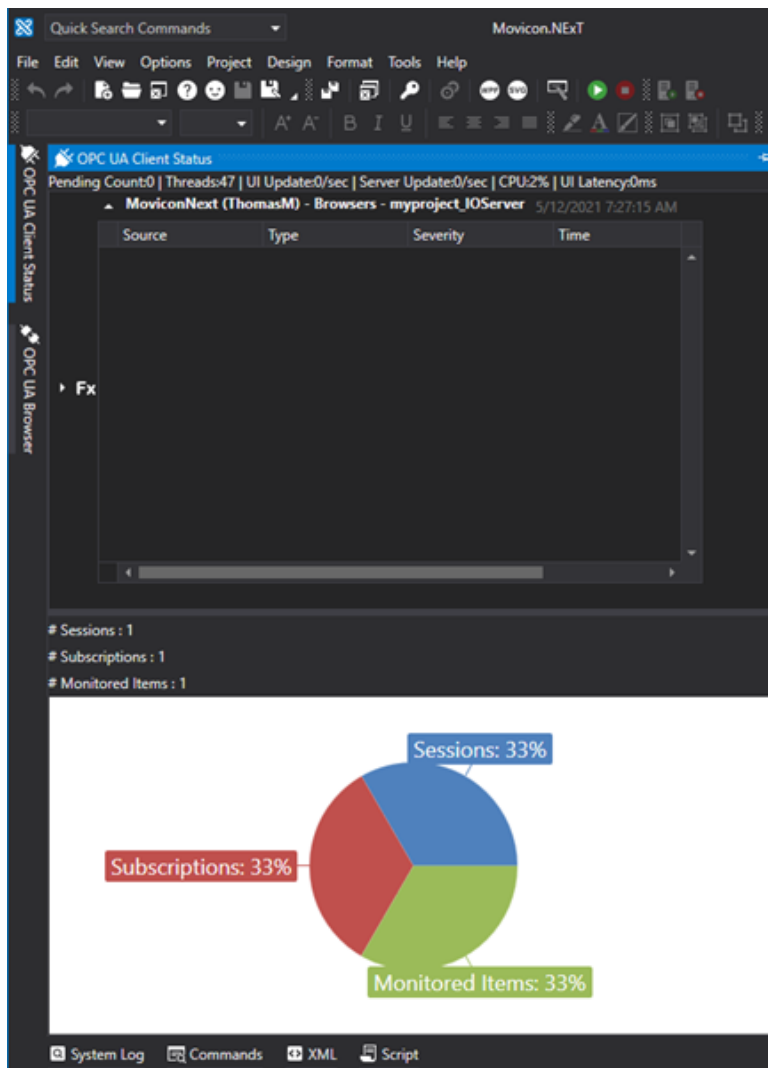 Quick Search Commands
Movicon.NExT
File Edit View Options Project Design Format Tools Help
WPF SVG
A+ A- B I U A
OPC UA Client Status
OPC UA Browser
OPC UA Client Status
Pending Count:0 | Threads:47 | UI Update:0/sec | Server Update:0/sec | CPU:2% | UI Latency:0ms
MoviconNext (ThomasM) - Browsers - myproject_IOServer 5/12/2021 7:27:15 AM
Source Type Severity Time
Fx
# Sessions : 1
# Subscriptions : 1
# Monitored Items : 1
Sessions: 33%
Subscriptions: 33%
Monitored Items: 33%
System Log Commands XML Script